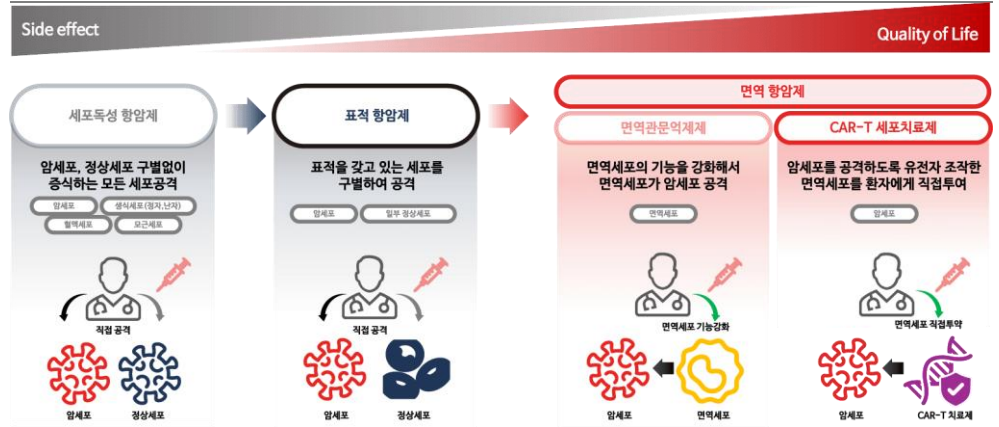 Side effect
Quality of Life
세포독성 항암제
암세포, 정상세포 구별없이
증식하는 모든 세포공격
암세포
생식세포(정자,난자)
혈액세포
모근세포
직접 공격
암세포
정상세포
표적 항암제
표적을 갖고 있는 세포를
구별하여 공격
암세포
일부 정상세포
직접 공격
암세포
정상세포
면역 항암제
면역관문억제제
면역세포의 기능을 강화해서
면역세포가 암세포 공격
면역세포
면역세포 기능강화
암세포
면역세포
CAR-T 세포치료제
암세포를 공격하도록 유전자 조작한
면역세포를 환자에게 직접투여
암세포
면역세포 직접투약
암세포
CAR-T 치료제